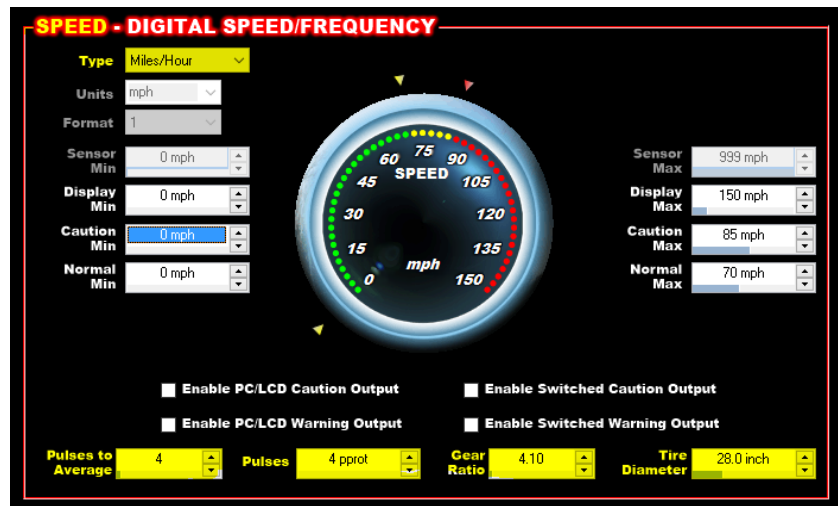 SPEED - DIGITAL SPEED/FREQUENCY
Type Miles/Hour
Units mph
Format 1
Sensor Min 0 mph
Display Min 0 mph
Caution Min 0 mph
Normal Min 0 mph
0 15 30 45 60 75 90 105 120 135 150
SPEED
mph
Sensor Max 999 mph
Display Max 150 mph
Caution Max 85 mph
Normal Max 70 mph
Enable PC/LCD Caution Output
Enable Switched Caution Output
Enable PC/LCD Warning Output
Enable Switched Warning Output
Pulses to Average 4
Pulses 4 pprot
Gear Ratio 4.10
Tire Diameter 28.0 inch